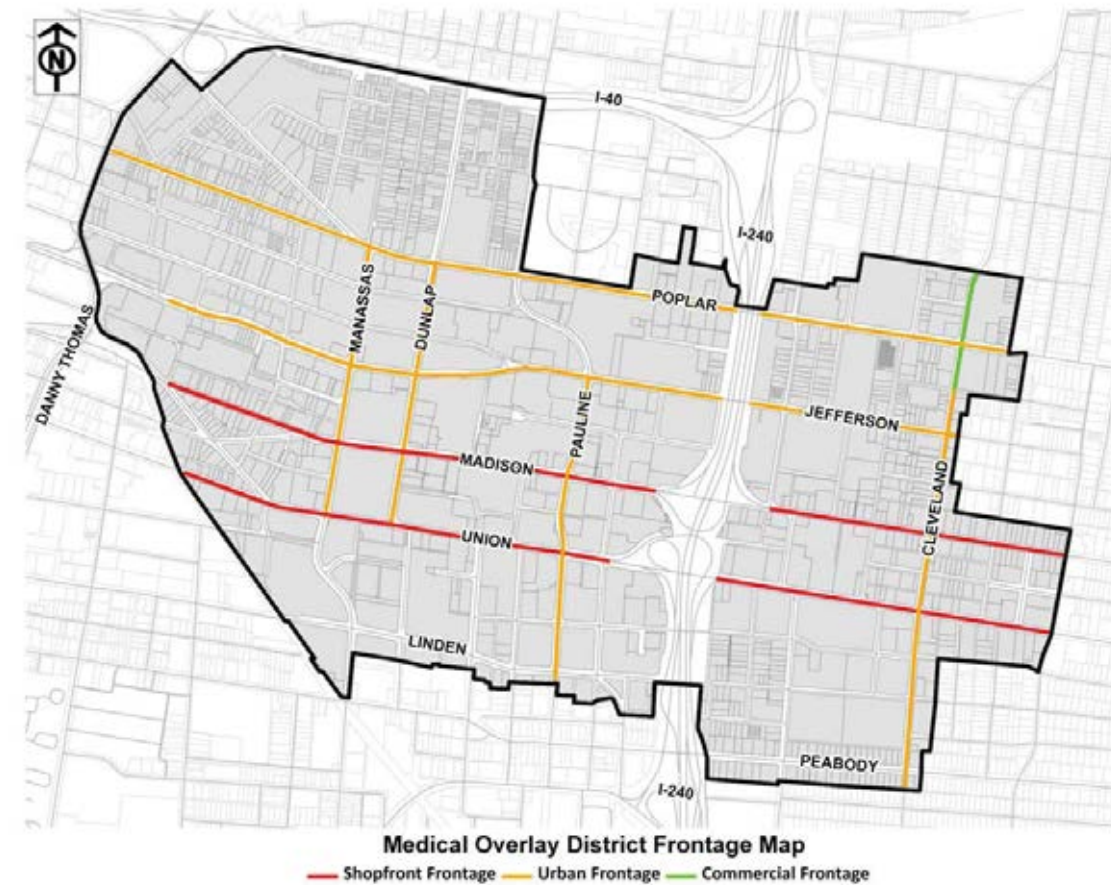 N
I-40
I-240
POPLAR
MANASSAS
DUNLAP
DANNY THOMAS
JEFFERSON
PAULINE
MADISON
CLEVELAND
UNION
LINDEN
PEABODY
I-240
Medical Overlay District Frontage Map
Shopfront Frontage Urban Frontage Commercial Frontage